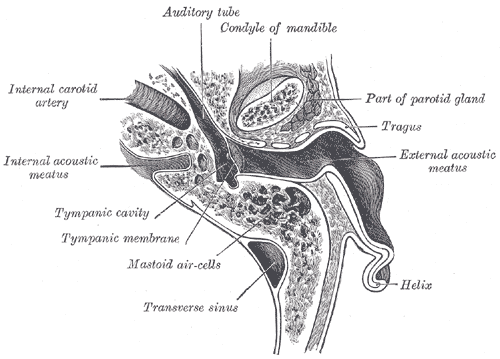 Auditory tube
Condyle of mandible
Internal carotid
artery
Part of parotid gland
Tragus
External acoustic
meatus
Internal acoustic
meatus
Tympanic cavity
Tympanic membrane
Mastoid air-cells
Transverse sinus
Helix